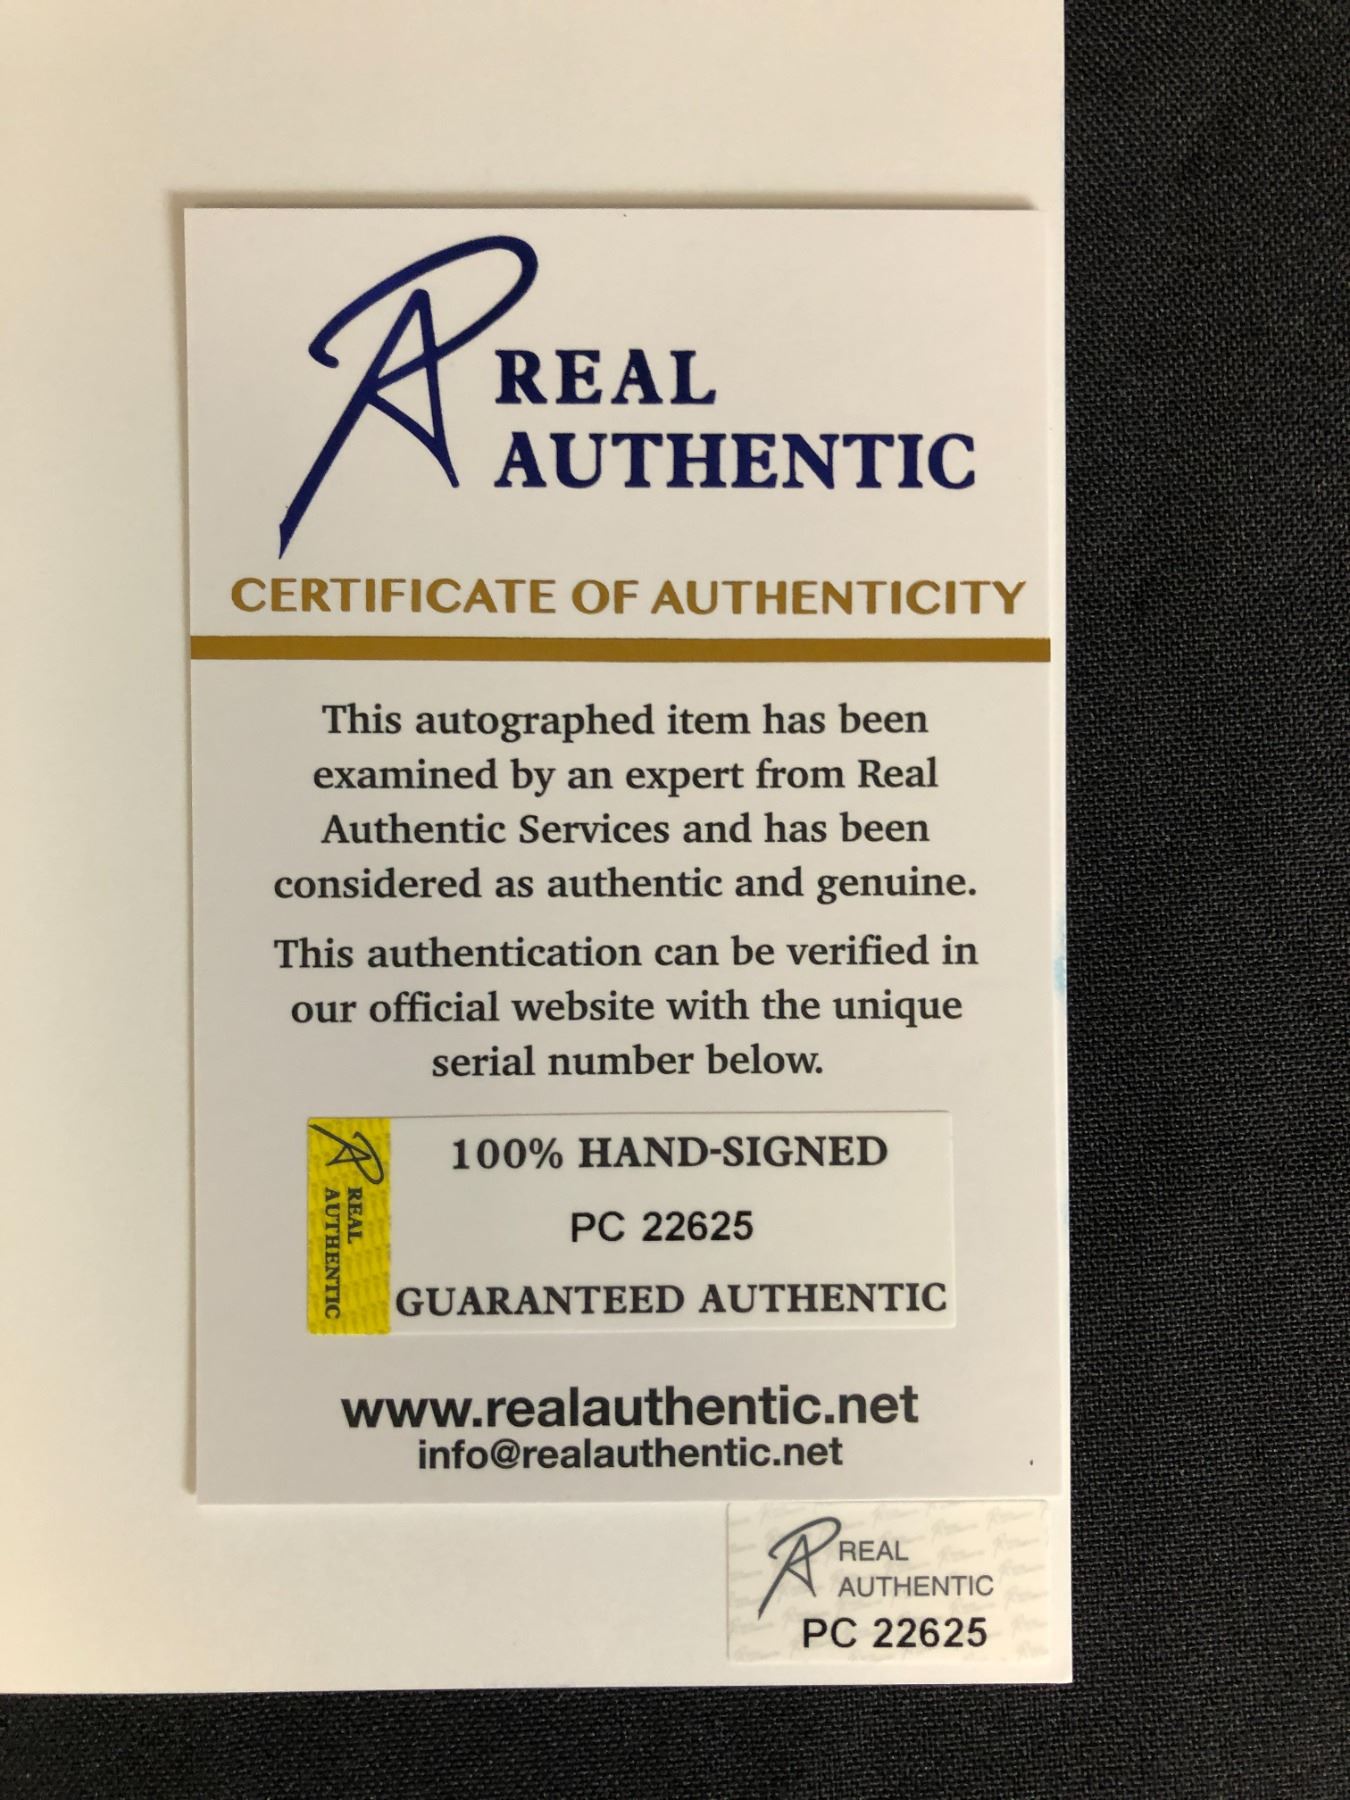 REAL
AUTHENTIC
CERTIFICATE OF AUTHENTICITY
This autographed item has been
examined by an expert from Real
Authentic Services and has been
considered as authentic and genuine.
This authentication can be verified in
our official website with the unique
serial number below.
REAL
AUTHENTIC
100% HAND-SIGNED
PC 22625
GUARANTEED AUTHENTIC
www.realauthentic.net
info@realauthentic.net
REAL
AUTHENTIC
PC 22625